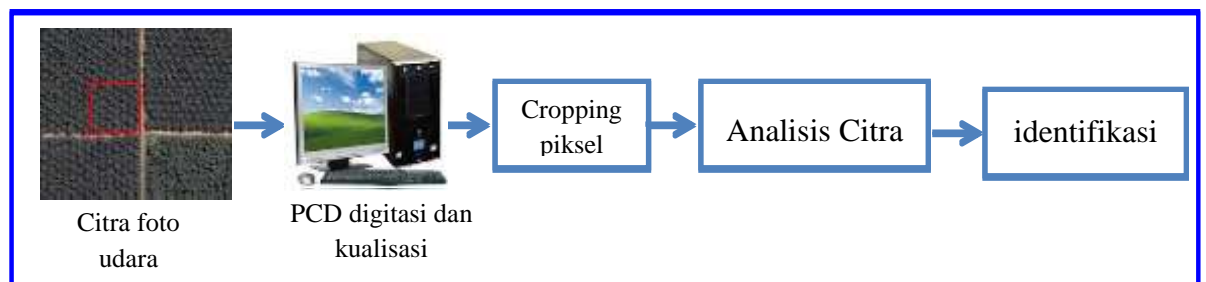 Citra foto
udara
PCD digitasi dan
kualisasi
Cropping
piksel
Analisis Citra
identifikasi